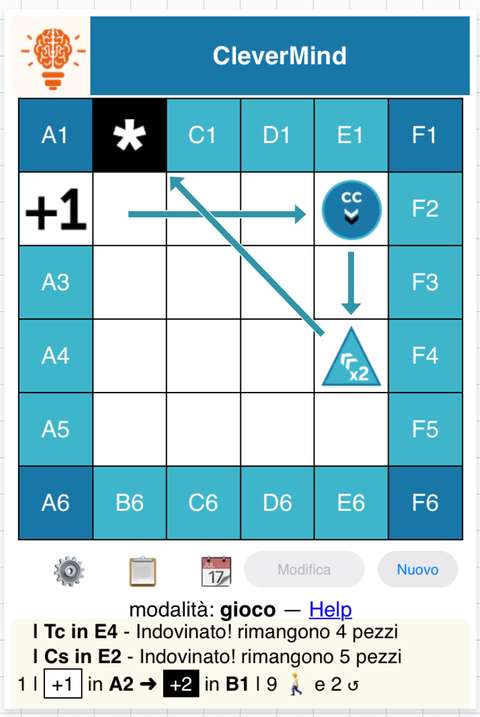 CleverMind
A1 * C1 D1 E1 F1
+1 CC F2
A3 F3
A4 x2 F4
A5 F5
A6 B6 C6 D6 E6 F6
17 Modifica Nuovo
modalità: gioco — Help
| Tc in E4 - Indovinato! rimangono 4 pezzi
| Cs in E2 - Indovinato! rimangono 5 pezzi
1 | +1 in A2 ➜ +2 in B1 | 9 🚶 e 2 ↺